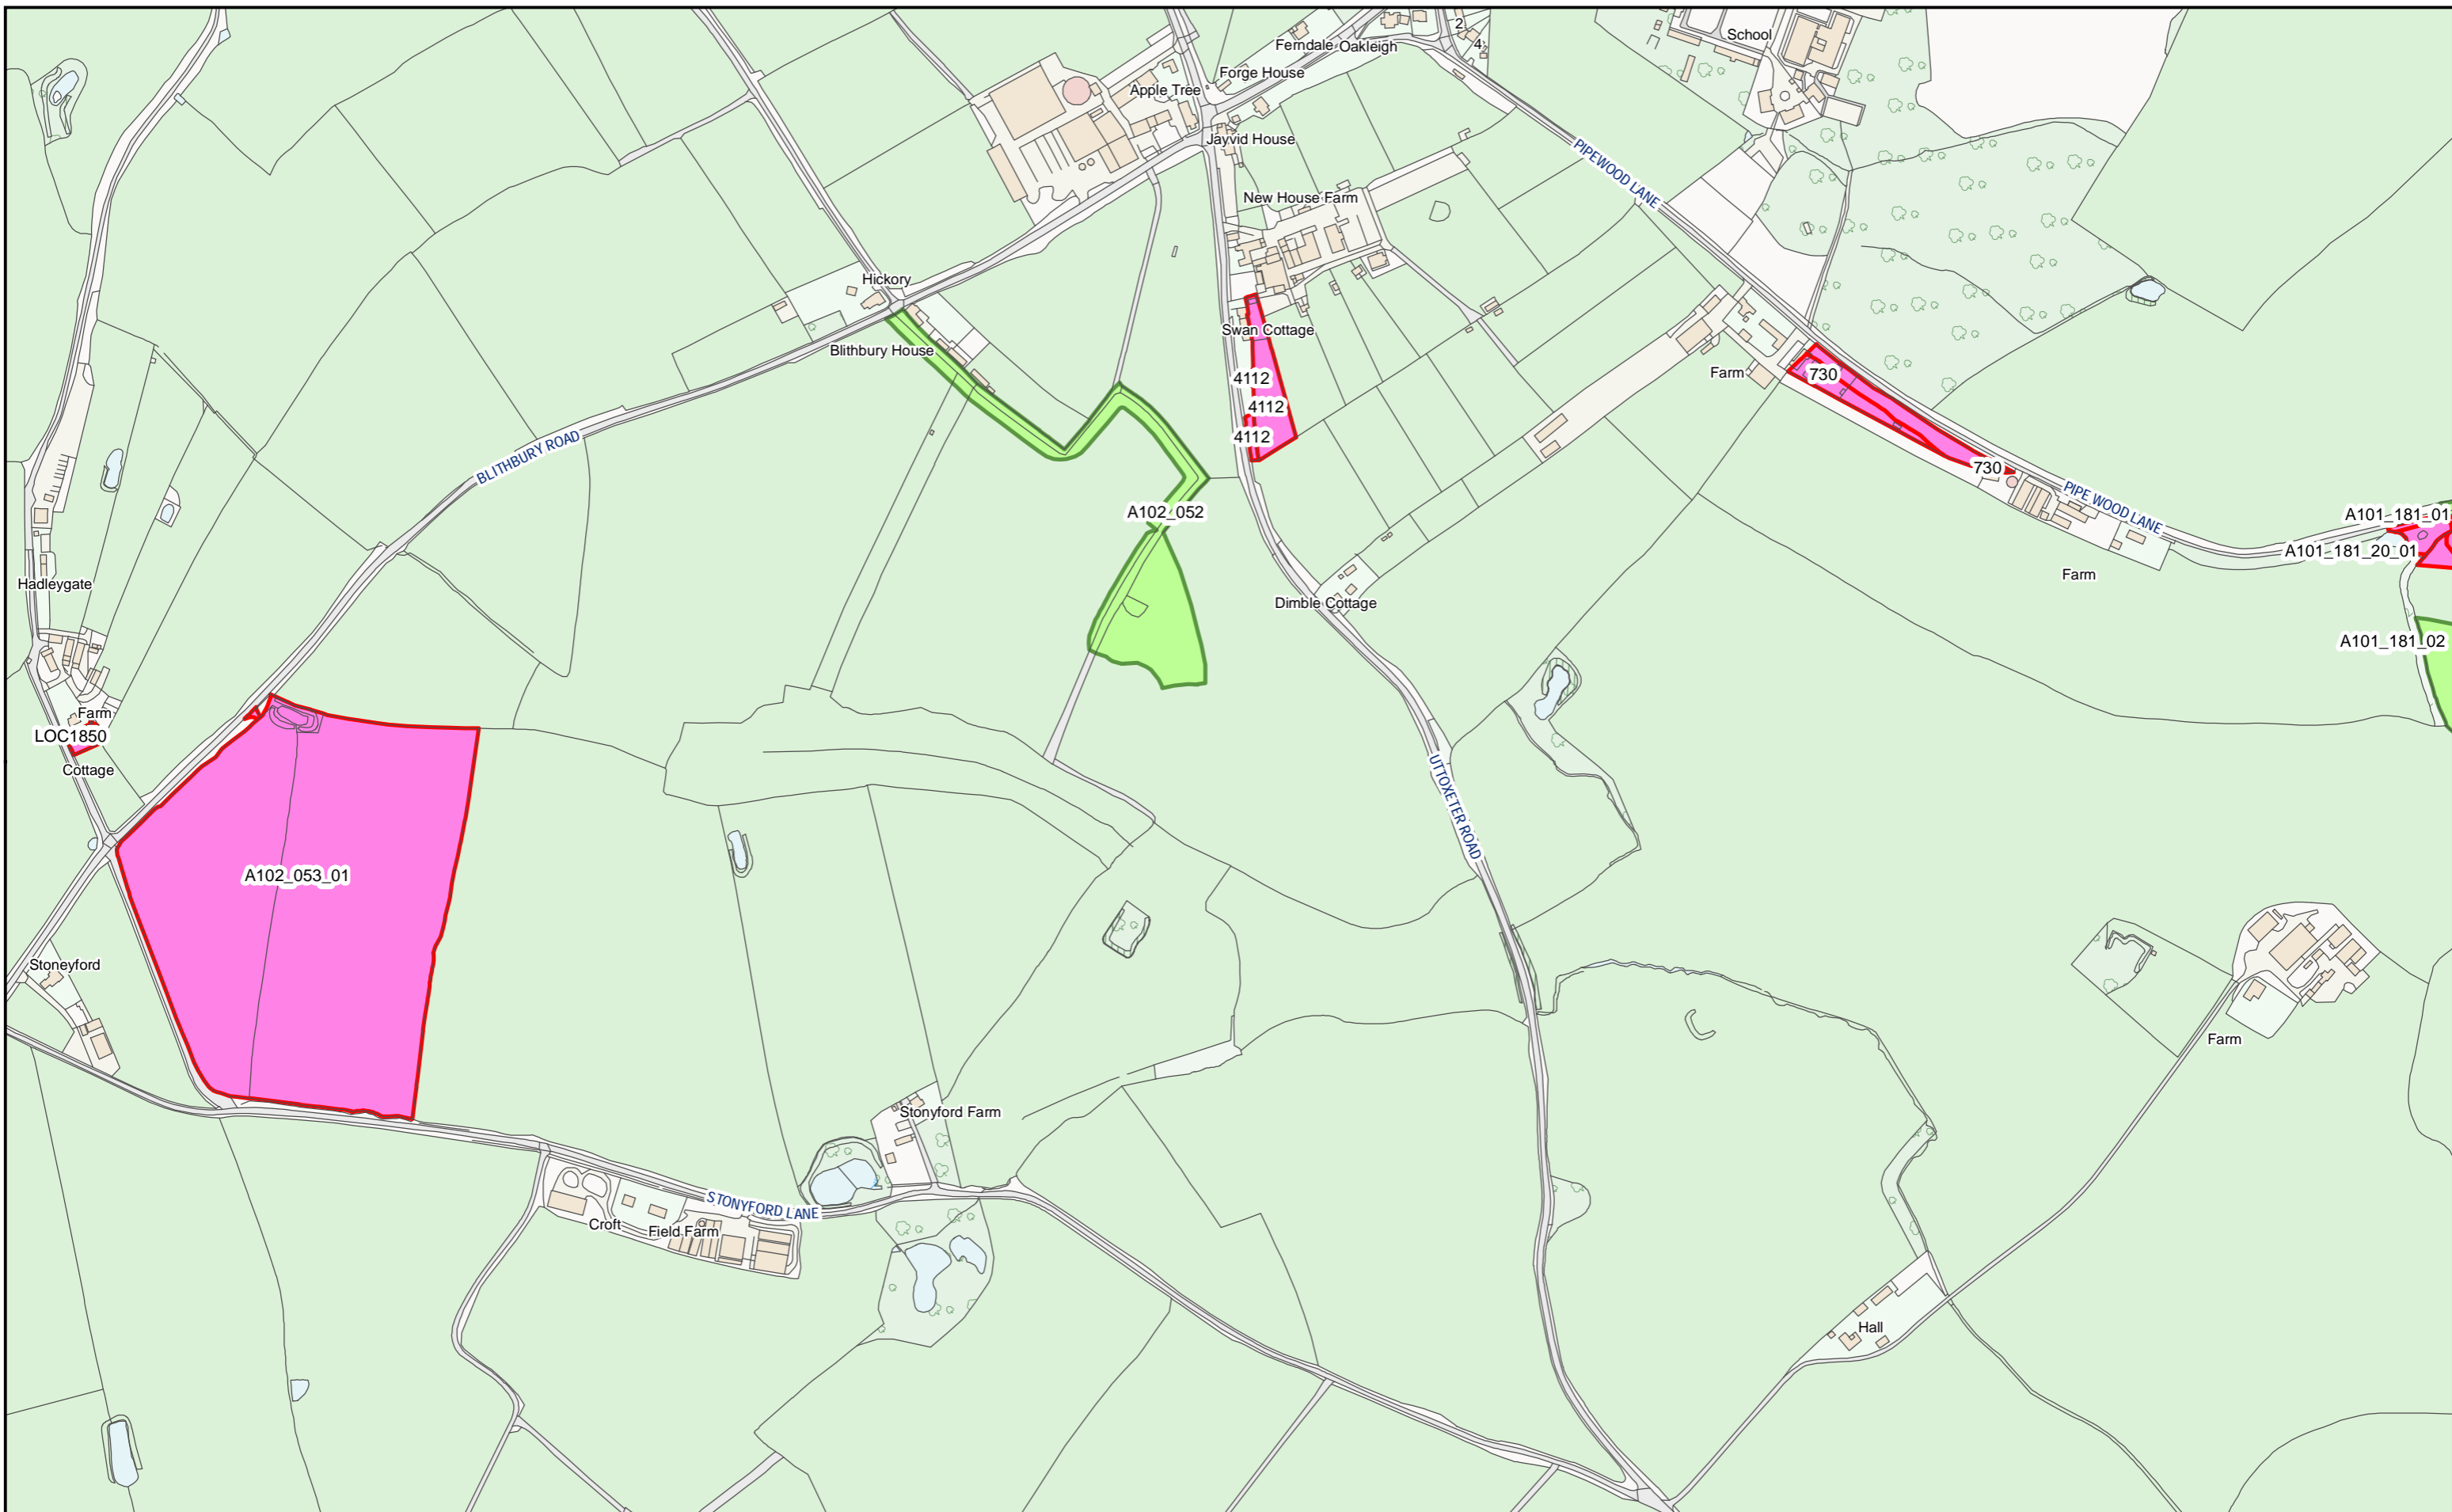 2
4
School
Ferndale
Oakleigh
Forge House
Apple Tree
Jayvid House
PIPEWOOD LANE
New House Farm
Hickory
Swan Cottage
Blithbury House
Farm
730
4112
4112
4112
BLITHBURY ROAD
730
PIPE WOOD LANE
A102_052
A101_181_01
A101_181_20_01
Farm
Hadleygate
Dimble Cottage
A101_181_02
Farm
LOC1850
Cottage
UTTOXETER ROAD
A102_053_01
Stoneyford
Farm
Stonyford Farm
STONYFORD LANE
Croft
Field Farm
Hall